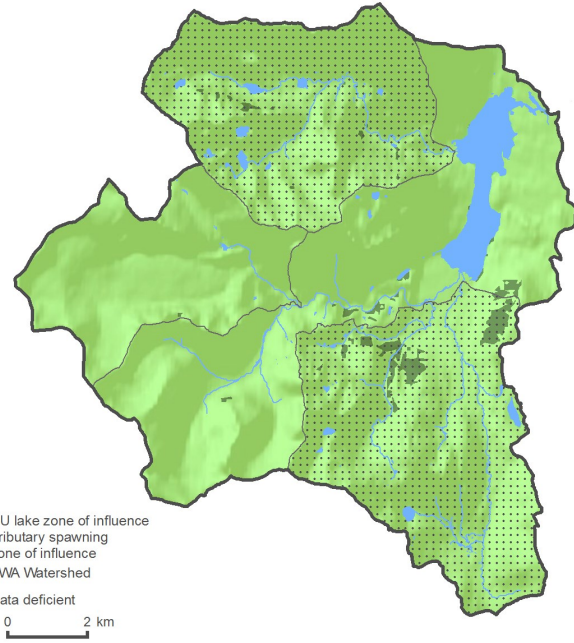 U lake zone of influence
ributary spawning
one of influence
WA Watershed
ata deficient
0 2 km